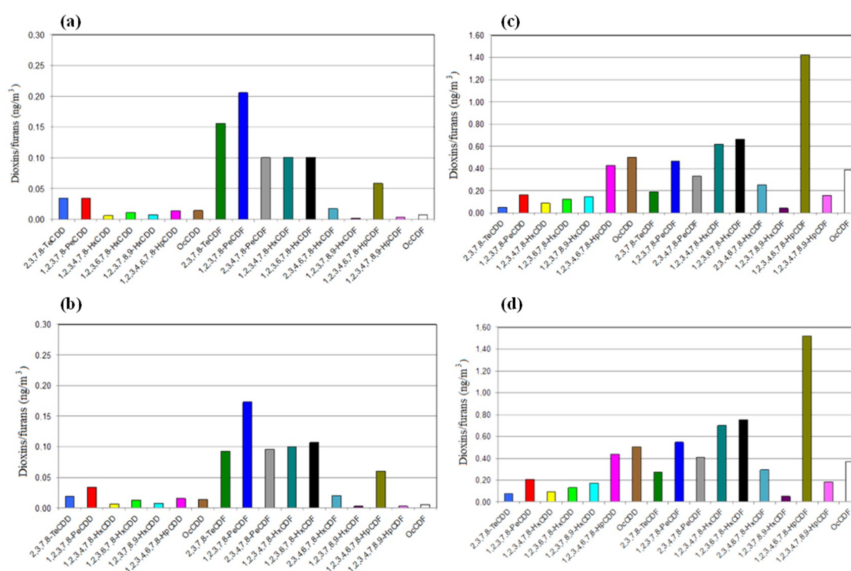 (a)
Dioxins/furans (ng/m³)
0.30
0.25
0.20
0.15
0.10
0.05
0.00
2,3,7,8-TeCDD
1,2,3,7,8-PeCDD
1,2,3,4,7,8-HxCDD
1,2,3,6,7,8-HxCDD
1,2,3,7,8,9-HxCDD
1,2,3,4,6,7,8-HpCDD
OcCDD
2,3,7,8-TeCDF
1,2,3,7,8-PeCDF
2,3,4,7,8-PeCDF
1,2,3,4,7,8-HxCDF
1,2,3,6,7,8-HxCDF
2,3,4,6,7,8-HxCDF
1,2,3,7,8,9-HxCDF
1,2,3,4,6,7,8-HpCDF
1,2,3,4,7,8,9-HpCDF
OcCDF
(c)
Dioxins/furans (ng/m³)
1.60
1.40
1.20
1.00
0.80
0.60
0.40
0.20
0.00
2,3,7,8-TeCDD
1,2,3,7,8-PeCDD
1,2,3,4,7,8-HxCDD
1,2,3,6,7,8-HxCDD
1,2,3,7,8,9-HxCDD
1,2,3,4,6,7,8-HpCDD
OcCDD
2,3,7,8-TeCDF
1,2,3,7,8-PeCDF
2,3,4,7,8-PeCDF
1,2,3,4,7,8-HxCDF
1,2,3,6,7,8-HxCDF
2,3,4,6,7,8-HxCDF
1,2,3,7,8,9-HxCDF
1,2,3,4,6,7,8-HpCDF
1,2,3,4,7,8,9-HpCDF
OcCDF
(b)
Dioxins/furans (ng/m³)
0.30
0.25
0.20
0.15
0.10
0.05
0.00
2,3,7,8-TeCDD
1,2,3,7,8-PeCDD
1,2,3,4,7,8-HxCDD
1,2,3,6,7,8-HxCDD
1,2,3,7,8,9-HxCDD
1,2,3,4,6,7,8-HpCDD
OcCDD
2,3,7,8-TeCDF
1,2,3,7,8-PeCDF
2,3,4,7,8-PeCDF
1,2,3,4,7,8-HxCDF
1,2,3,6,7,8-HxCDF
2,3,4,6,7,8-HxCDF
1,2,3,7,8,9-HxCDF
1,2,3,4,6,7,8-HpCDF
1,2,3,4,7,8,9-HpCDF
OcCDF
(d)
Dioxins/furans (ng/m³)
1.60
1.40
1.20
1.00
0.80
0.60
0.40
0.20
0.00
2,3,7,8-TeCDD
1,2,3,7,8-PeCDD
1,2,3,4,7,8-HxCDD
1,2,3,6,7,8-HxCDD
1,2,3,7,8,9-HxCDD
1,2,3,4,6,7,8-HpCDD
OcCDD
2,3,7,8-TeCDF
1,2,3,7,8-PeCDF
2,3,4,7,8-PeCDF
1,2,3,4,7,8-HxCDF
1,2,3,6,7,8-HxCDF
2,3,4,6,7,8-HxCDF
1,2,3,7,8,9-HxCDF
1,2,3,4,6,7,8-HpCDF
1,2,3,4,7,8,9-HpCDF
OcCDF